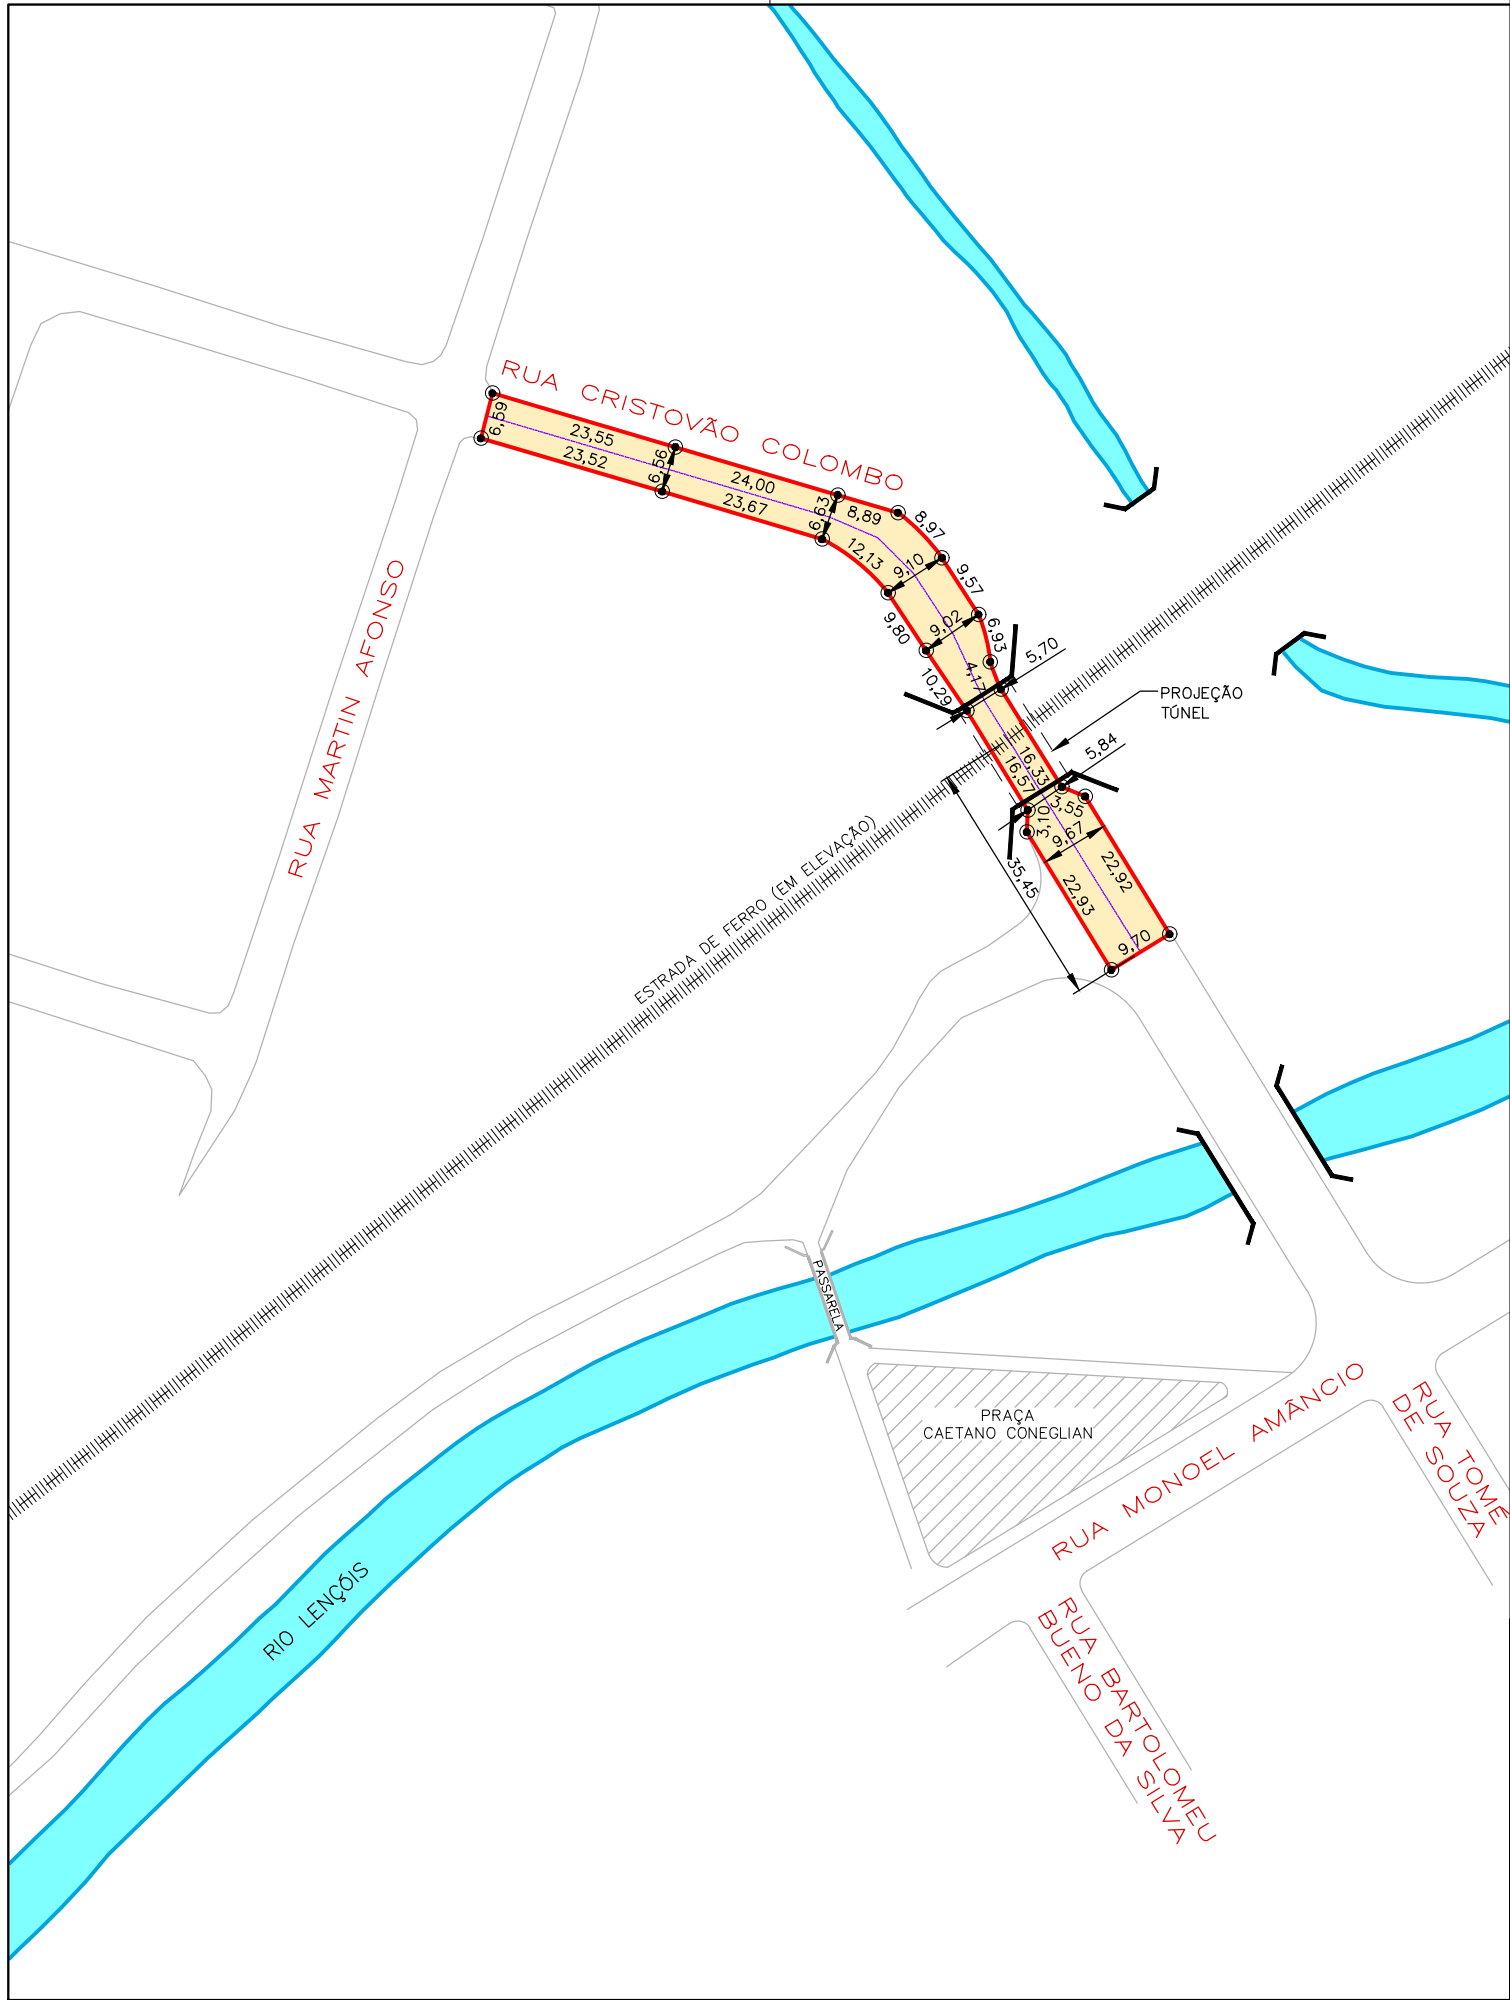 RUA CRISTOVÃO COLOMBO
6,59
23,55
23,52
6,56
24,00
23,67
6,63
8,89
8,97
12,13
9,10
9,57
9,80
9,02
6,93
10,29
4,17
5,70
PROJEÇÃO
TÚNEL
16,33
16,57
5,84
3,55
3,70
9,67
22,92
22,93
35,45
9,70
RUA MARTIN AFONSO
ESTRADA DE FERRO (EM ELEVAÇÃO)
PASSARELA
PRAÇA
CAETANO CONEGLIAN
RUA MONOEL AMÂNCIO
RUA TOMÉ
DE SOUZA
RIO LENÇÓIS
RUA BARTOLOMEU
BUENO DA SILVA